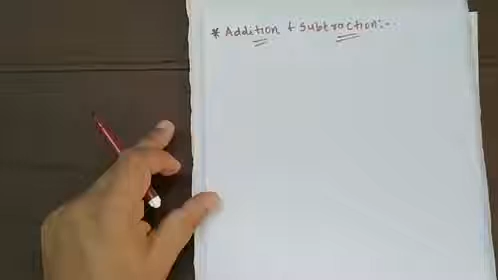 * Addition + Subtraction:--